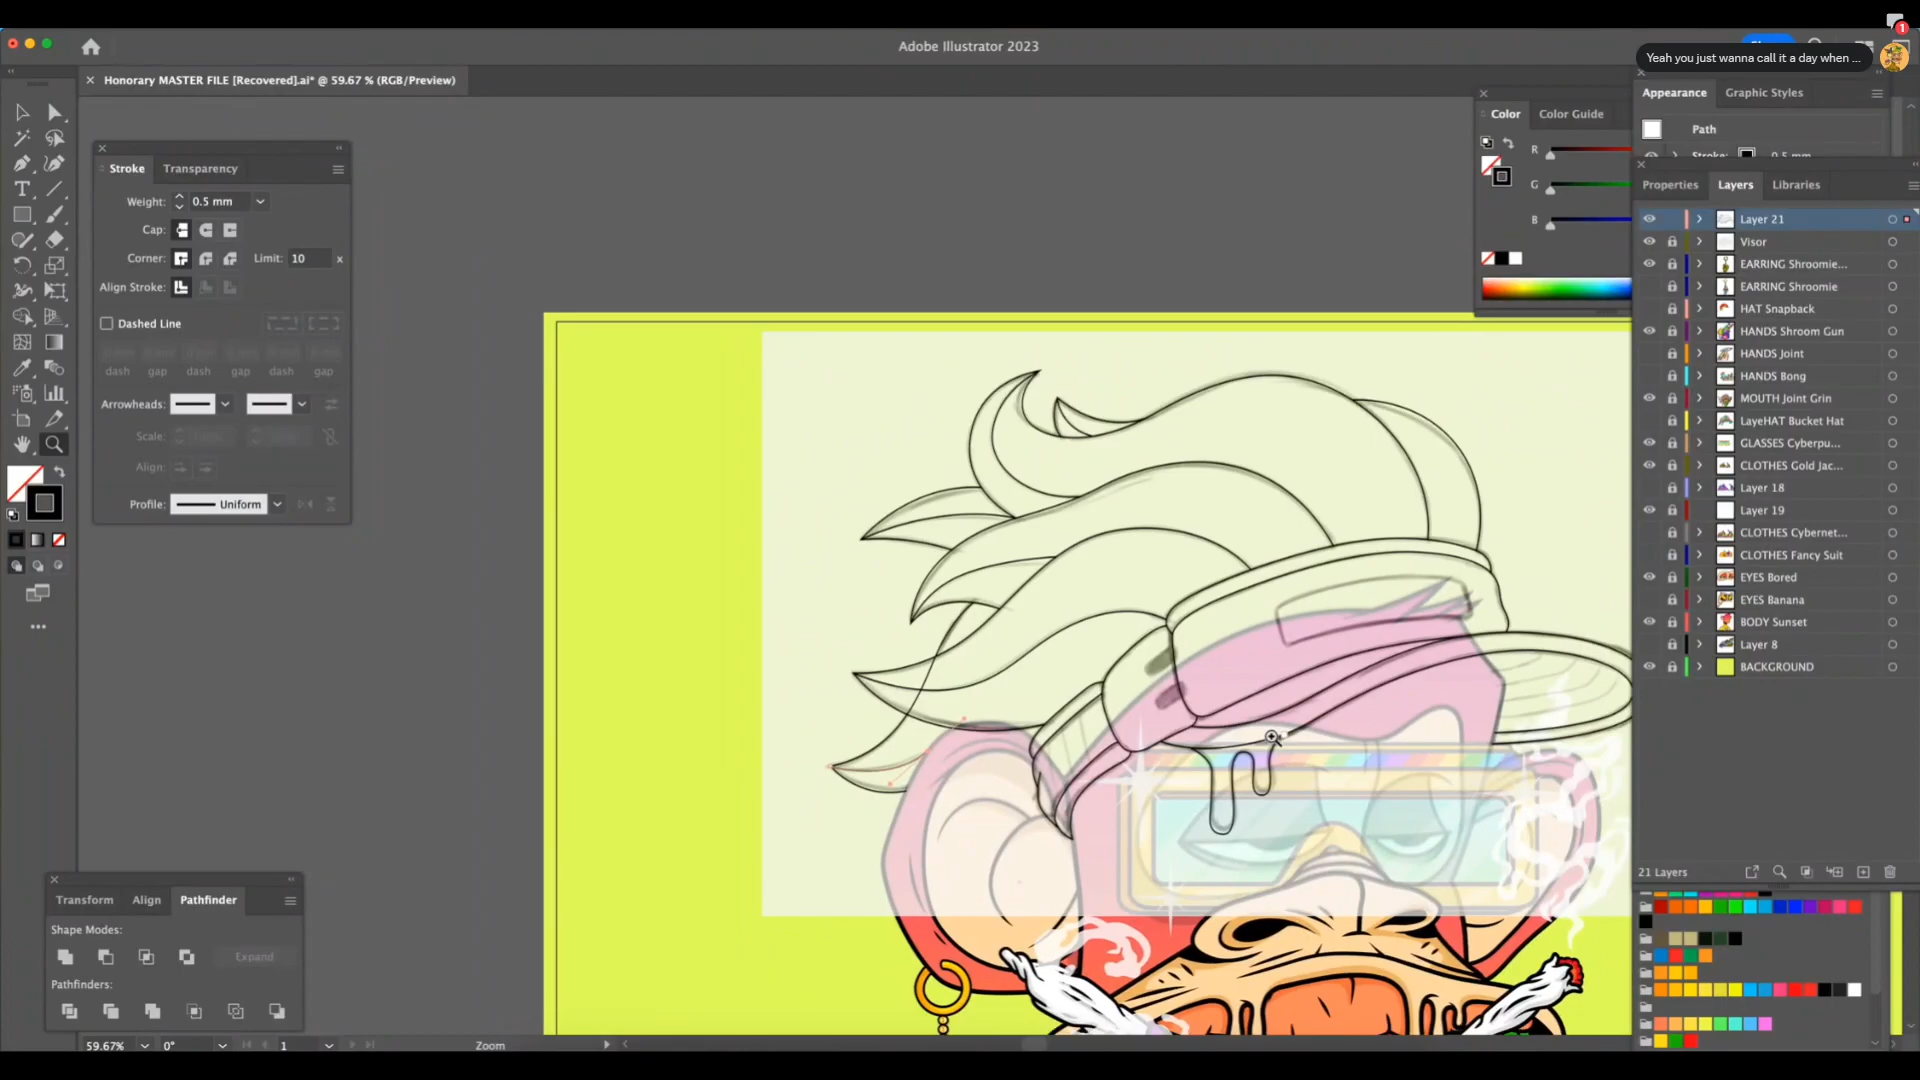 1
Adobe Illustrator 2023
Yeah you just wanna call it a day when ...
Honorary MASTER FILE [Recovered].ai* @ 59.67 % (RGB/Preview)
Appearance
Graphic Styles
Color
Color Guide
Path
R
G
B
Stroke
Transparency
Weight:
0.5 mm
Cap:
Corner:
Limit:
10
x
Align Stroke:
Dashed Line
dash
gap
dash
gap
dash
gap
Arrowheads:
Scale:
Align:
Profile:
Uniform
Properties
Layers
Libraries
Layer 21
Visor
EARRING Shroomie...
EARRING Shroomie
HAT Snapback
HANDS Shroom Gun
HANDS Joint
HANDS Bong
MOUTH Joint Grin
LayeHAT Bucket Hat
GLASSES Cyberpu...
CLOTHES Gold Jac...
Layer 18
Layer 19
CLOTHES Cybernet...
CLOTHES Fancy Suit
EYES Bored
EYES Banana
BODY Sunset
Layer 8
BACKGROUND
21 Layers
Transform
Align
Pathfinder
Shape Modes:
Expand
Pathfinders:
59.67%
0°
1
Zoom